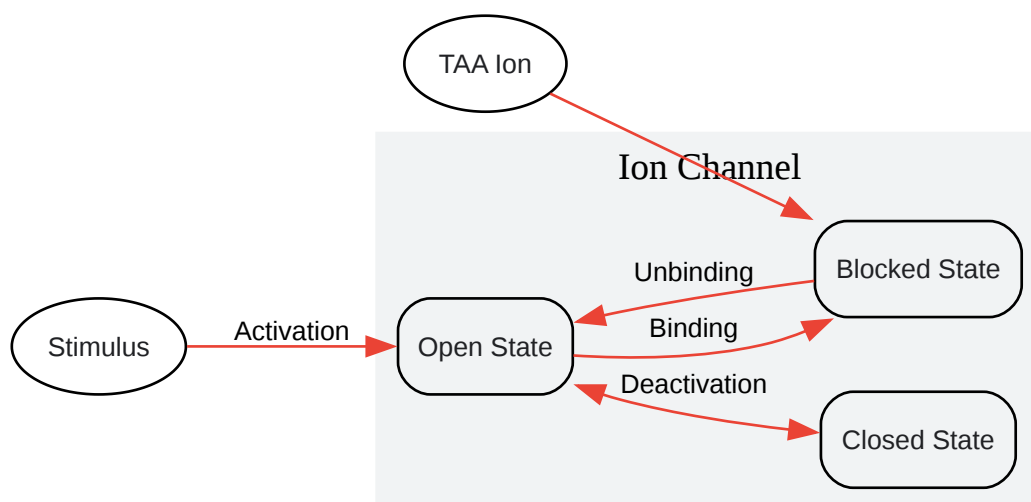 TAA Ion
Ion Channel
Unbinding
Blocked State
Stimulus
Activation
Open State
Binding
Deactivation
Closed State